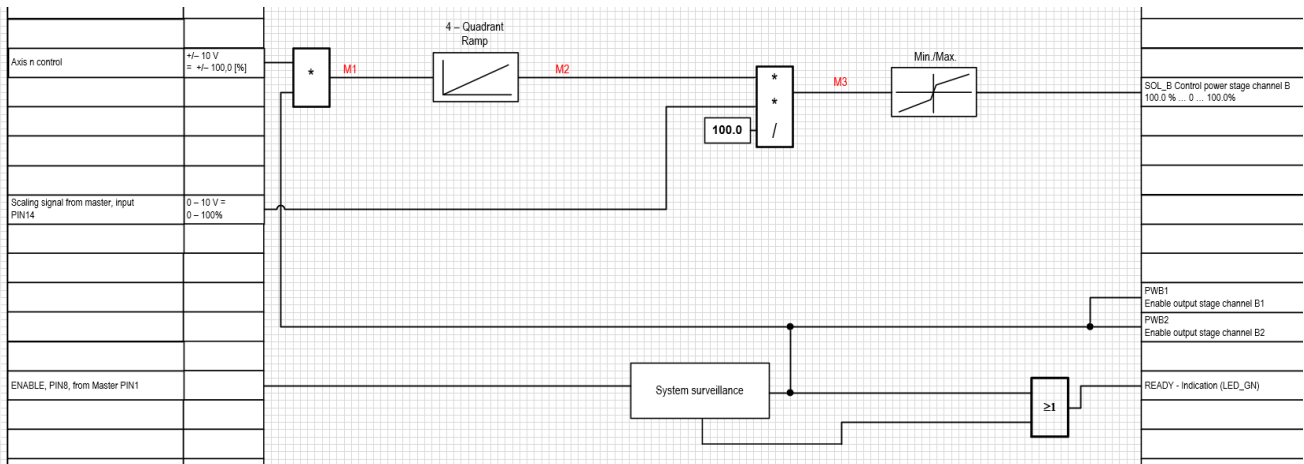 4 – Quadrant
Ramp
Axis n control
+/– 10 V
= +/– 100,0 [%]
*
M1
M2
*
*
/
100.0
M3
Min./Max.
SOL_B Control power stage channel B
100.0 % ... 0 ... 100.0%
Scaling signal from master, input
PIN14
0 – 10 V =
0 – 100%
PWB1
Enable output stage channel B1
PWB2
Enable output stage channel B2
ENABLE, PIN8, from Master PIN1
System surveillance
≥1
READY - Indication (LED_GN)